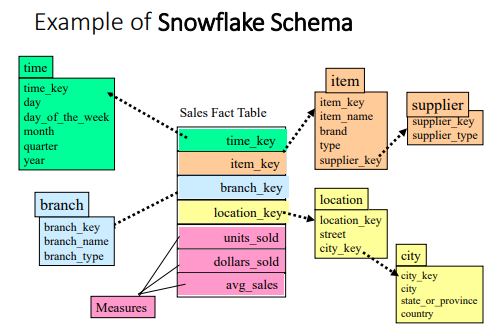 Example of Snowflake Schema
time
time_key
day
day_of_the_week
month
quarter
year
Sales Fact Table
time_key
item_key
branch_key
location_key
units_sold
dollars_sold
avg_sales
item
item_key
item_name
brand
type
supplier_key
supplier
supplier_key
supplier_type
branch
branch_key
branch_name
branch_type
location
location_key
street
city_key
city
city_key
city
state_or_province
country
Measures